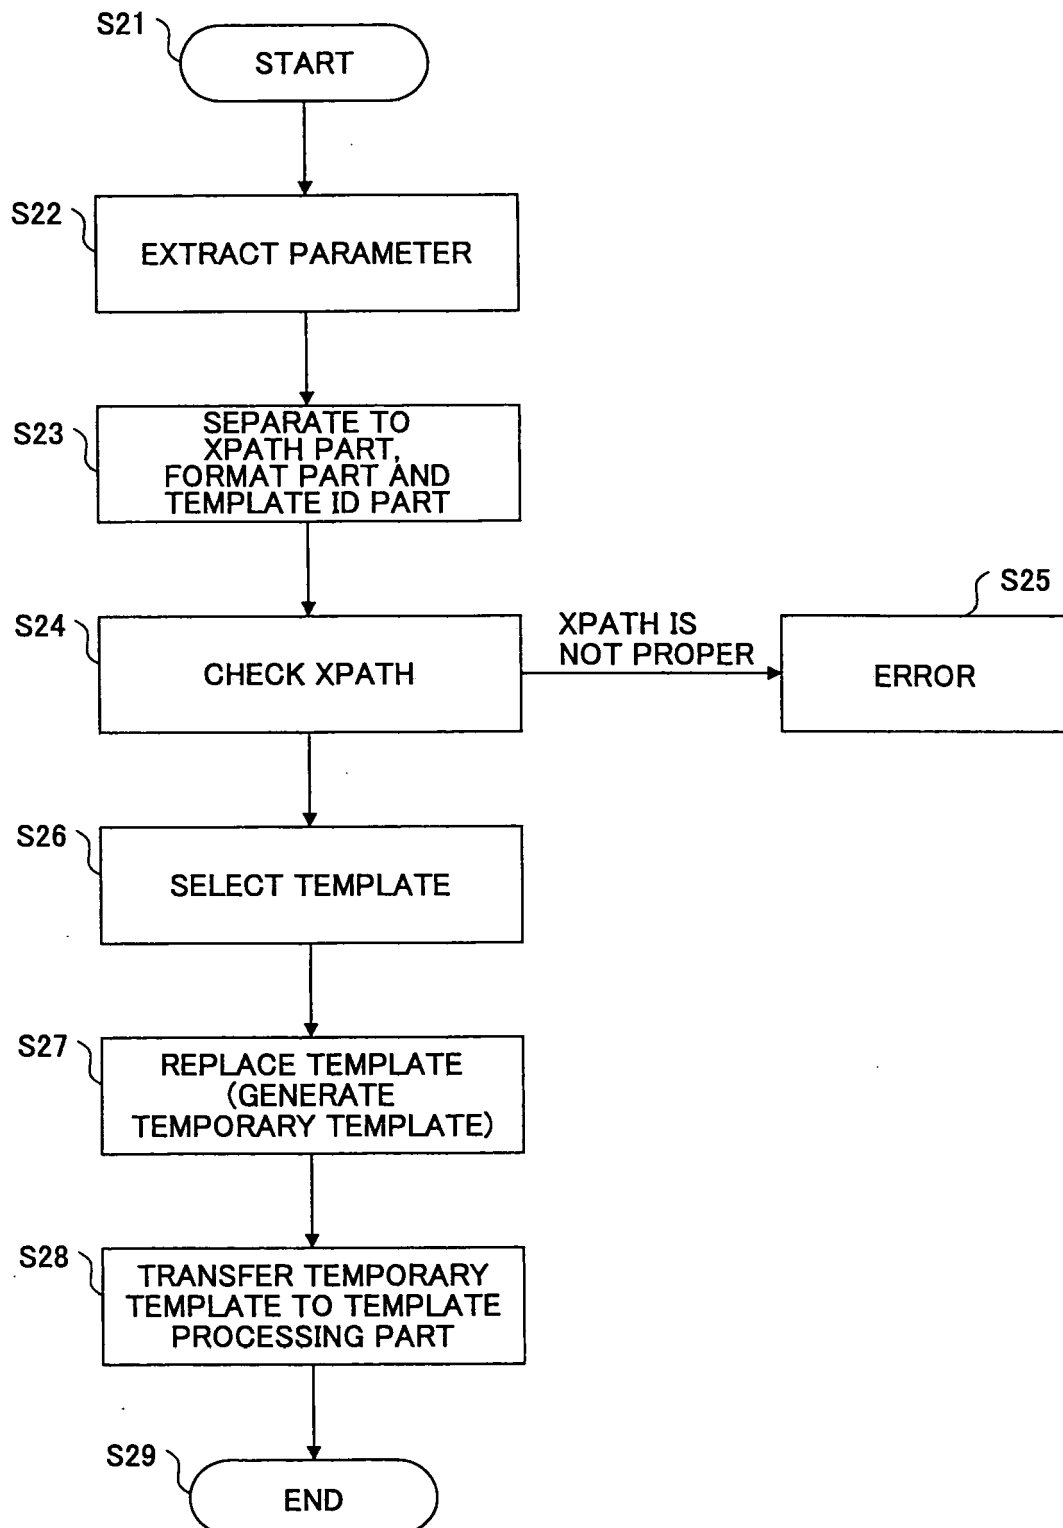 S21
START
S22
EXTRACT PARAMETER
S23
SEPARATE TO
XPATH PART,
FORMAT PART AND
TEMPLATE ID PART
S24
CHECK XPATH
XPATH IS
NOT PROPER
S25
ERROR
S26
SELECT TEMPLATE
S27
REPLACE TEMPLATE
(GENERATE
TEMPORARY TEMPLATE)
S28
TRANSFER TEMPORARY
TEMPLATE TO TEMPLATE
PROCESSING PART
S29
END